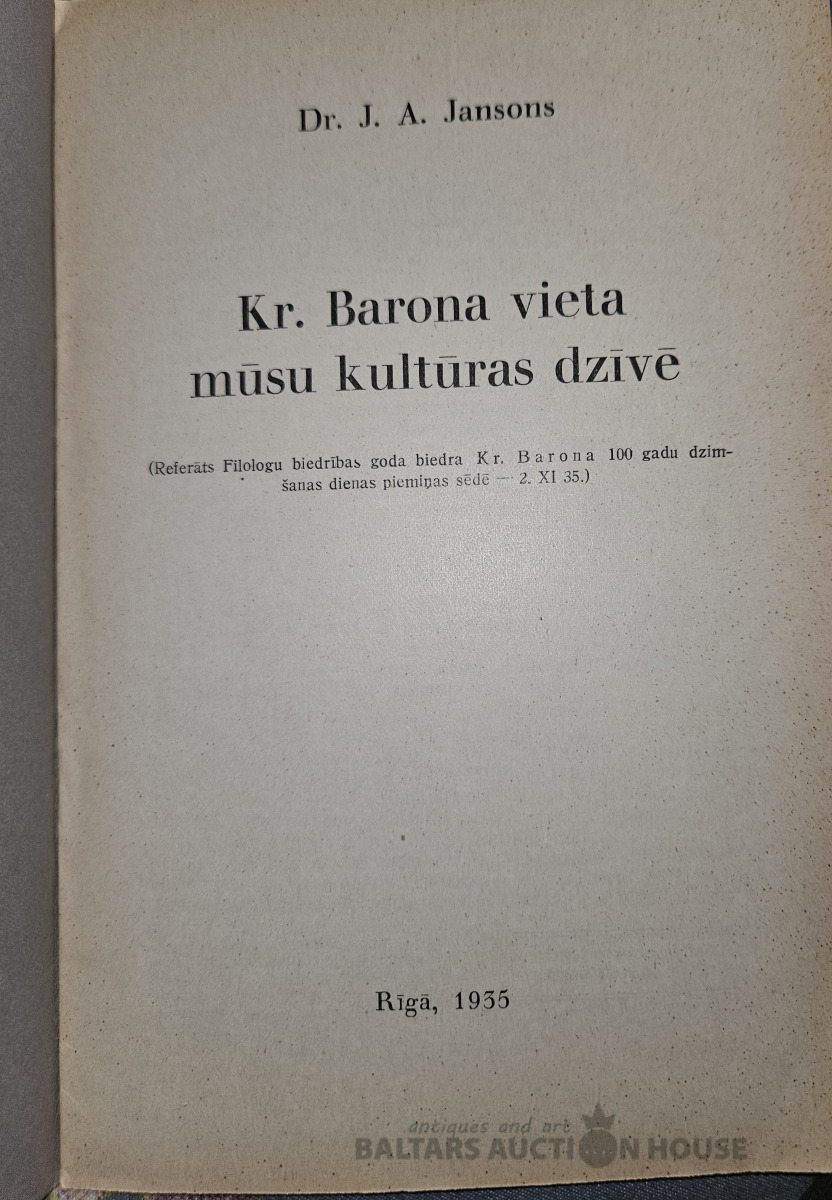 Dr. J. A. Jansons
Kr. Barona vieta
mūsu kultūras dzīvē
(Referāts Filologu biedrības goda biedra Kr. Barona 100 gadu dzim-
šanas dienas piemiņas sēdē — 2. XI 35.)
Rīgā, 1935
antiques and art
BALTARS AUCTION HOUSE